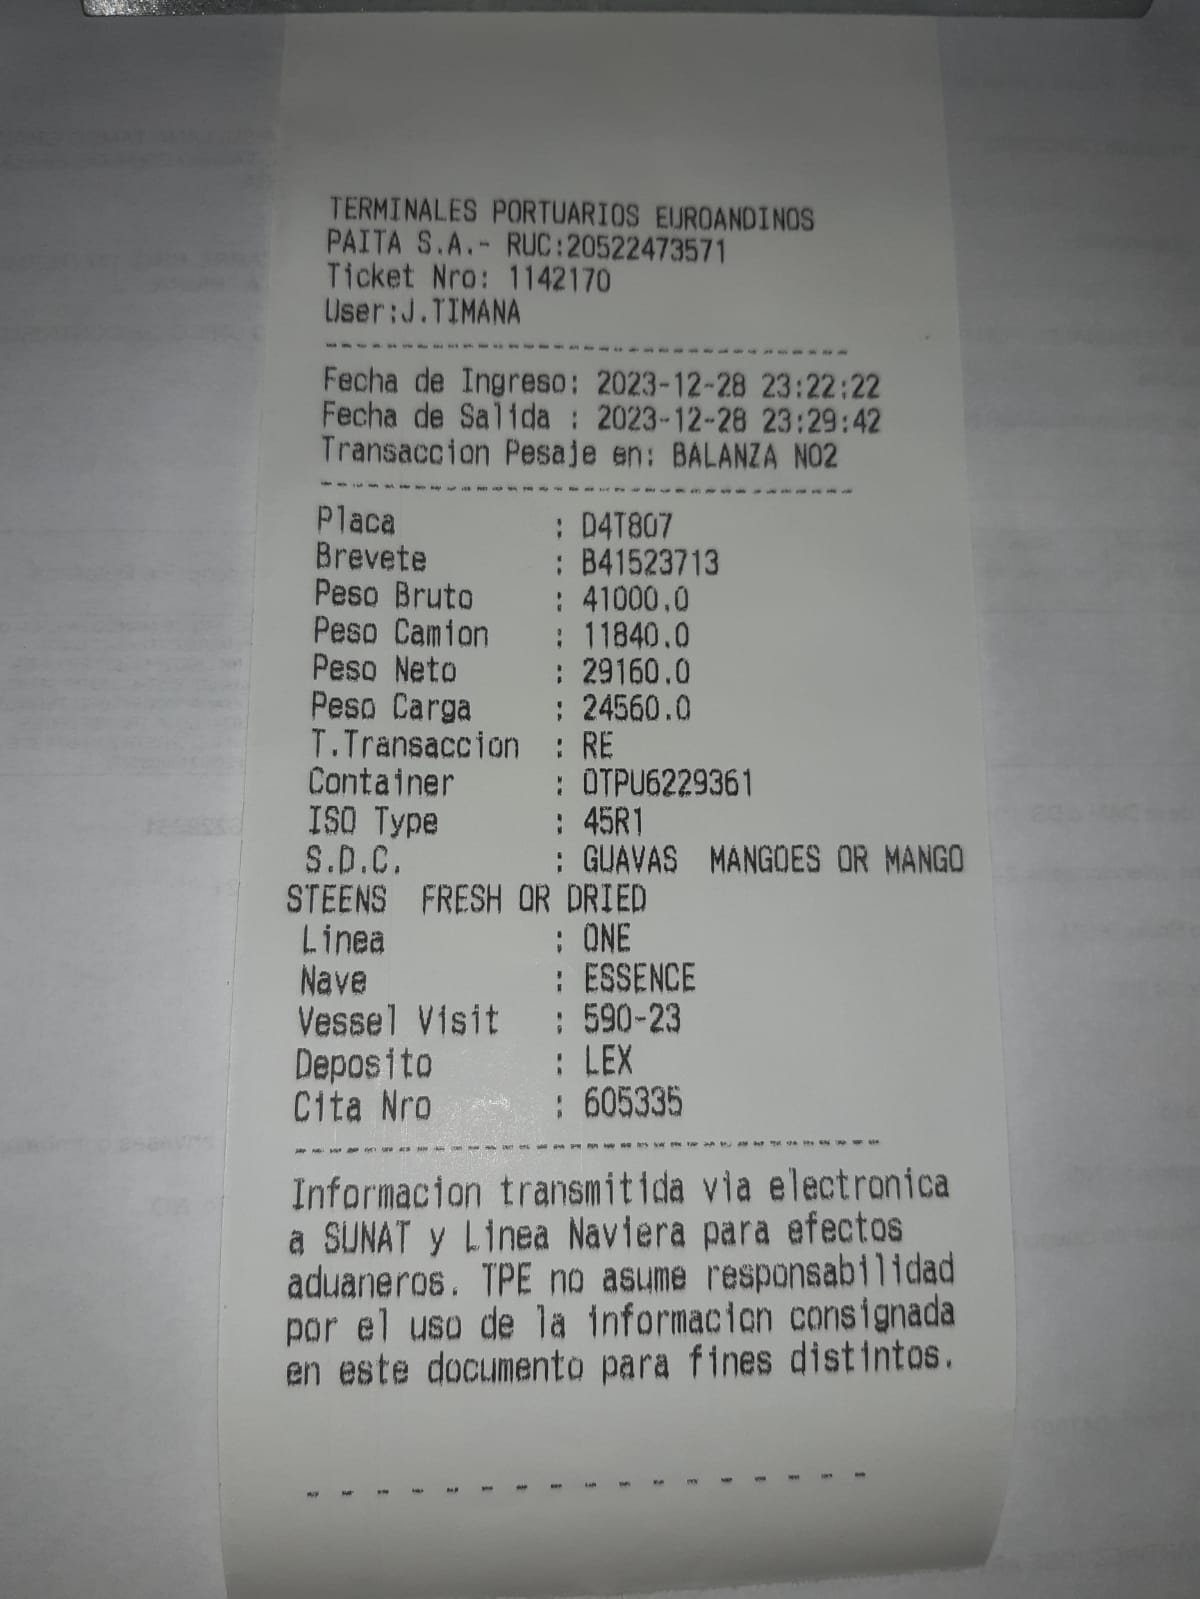 TERMINALES PORTUARIOS EUROANDINOS
PAITA S.A.- RUC:20522473571
Ticket Nro: 1142170
User:J.TIMANA
Fecha de Ingreso: 2023-12-28 23:22:22
Fecha de Salida : 2023-12-28 23:29:42
Transaccion Pesaje en: BALANZA NO2
Placa : D4T807
Brevete : B41523713
Peso Bruto : 41000.0
Peso Camion : 11840.0
Peso Neto : 29160.0
Peso Carga : 24560.0
T.Transaccion : RE
Container : OTPU6229361
ISO Type : 45R1
S.D.C. : GUAVAS MANGOES OR MANGO
STEENS FRESH OR DRIED
Linea : ONE
Nave : ESSENCE
Vessel Visit : 590-23
Deposito : LEX
Cita Nro : 605335
Informacion transmitida via electronica
a SUNAT y Linea Naviera para efectos
aduaneros. TPE no asume responsabilidad
por el uso de la informacion consignada
en este documento para fines distintos.